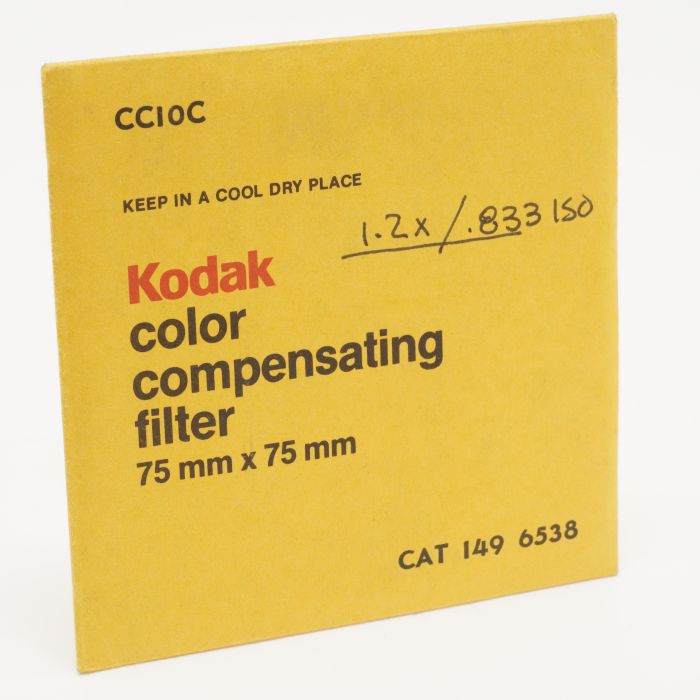 CC10C
KEEP IN A COOL DRY PLACE
1.2x /.833 ISO
Kodak
color
compensating
filter
75 mm x 75 mm
CAT 149 6538